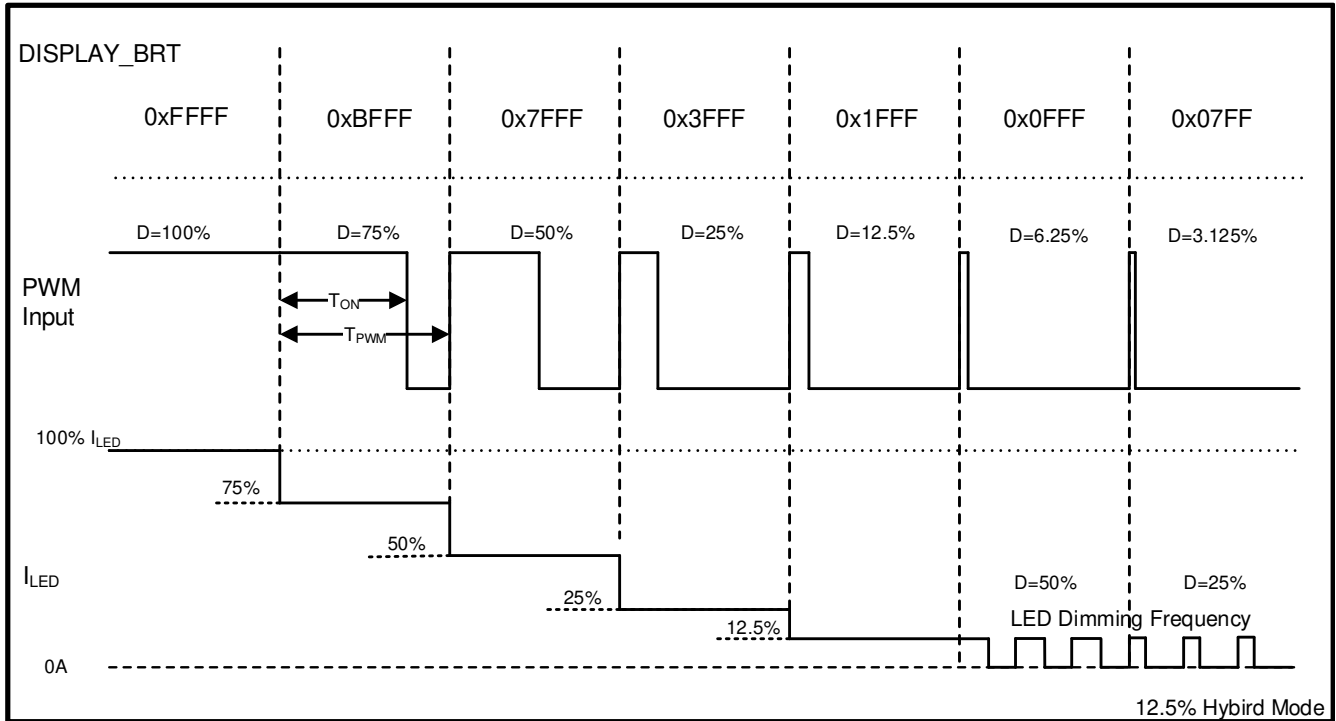 DISPLAY_BRT
0xFFFF 0xBFFF 0x7FFF 0x3FFF 0x1FFF 0x0FFF 0x07FF
D=100% D=75% D=50% D=25% D=12.5% D=6.25% D=3.125%
PWM
Input
TON
TPWM
100% ILED
75%
50%
ILED
25%
12.5%
D=50% D=25%
LED Dimming Frequency
0A
12.5% Hybird Mode